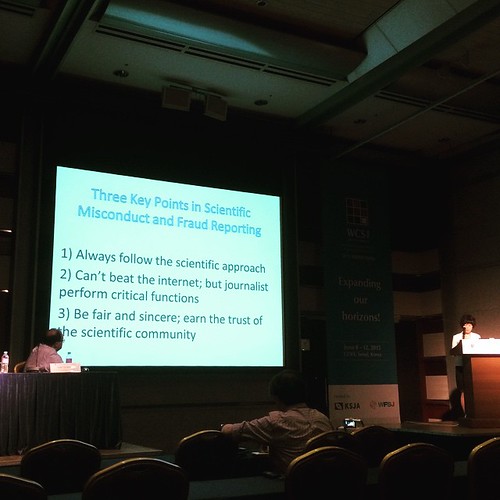 Three Key Points in Scientific
Misconduct and Fraud Reporting
1) Always follow the scientific approach
2) Can't beat the internet; but journalist
perform critical functions
3) Be fair and sincere; earn the trust of
the scientific community
WCSJ
Expanding
our
horizons!
KSJA
WFSJ